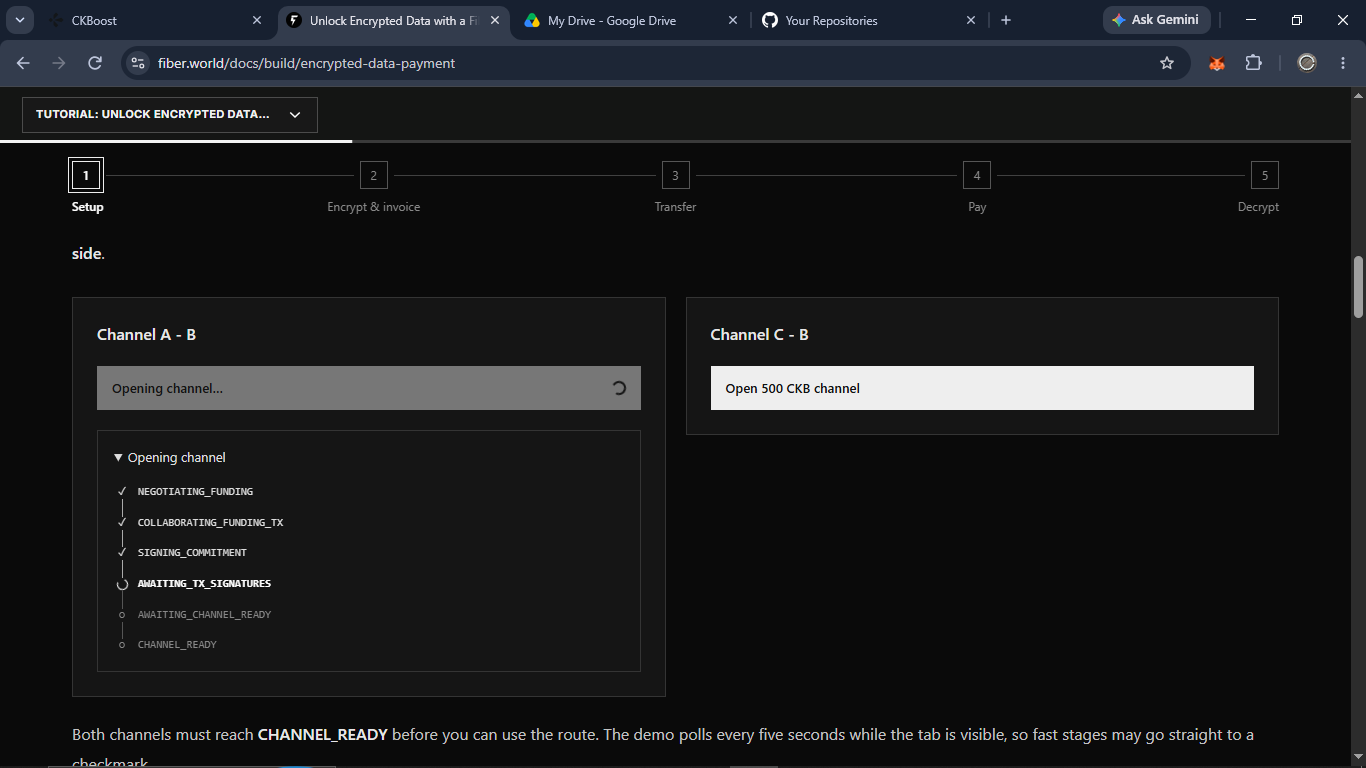 CKBoost
Unlock Encrypted Data with a Fi
My Drive - Google Drive
Your Repositories
Ask Gemini
fiber.world/docs/build/encrypted-data-payment
TUTORIAL: UNLOCK ENCRYPTED DATA...
1
2
3
4
5
Setup
Encrypt & invoice
Transfer
Pay
Decrypt
side.
Channel A - B
Channel C - B
Opening channel...
Open 500 CKB channel
Opening channel
NEGOTIATING_FUNDING
COLLABORATING_FUNDING_TX
SIGNING_COMMITMENT
AWAITING_TX_SIGNATURES
AWAITING_CHANNEL_READY
CHANNEL_READY
Both channels must reach CHANNEL_READY before you can use the route. The demo polls every five seconds while the tab is visible, so fast stages may go straight to a
checkmark